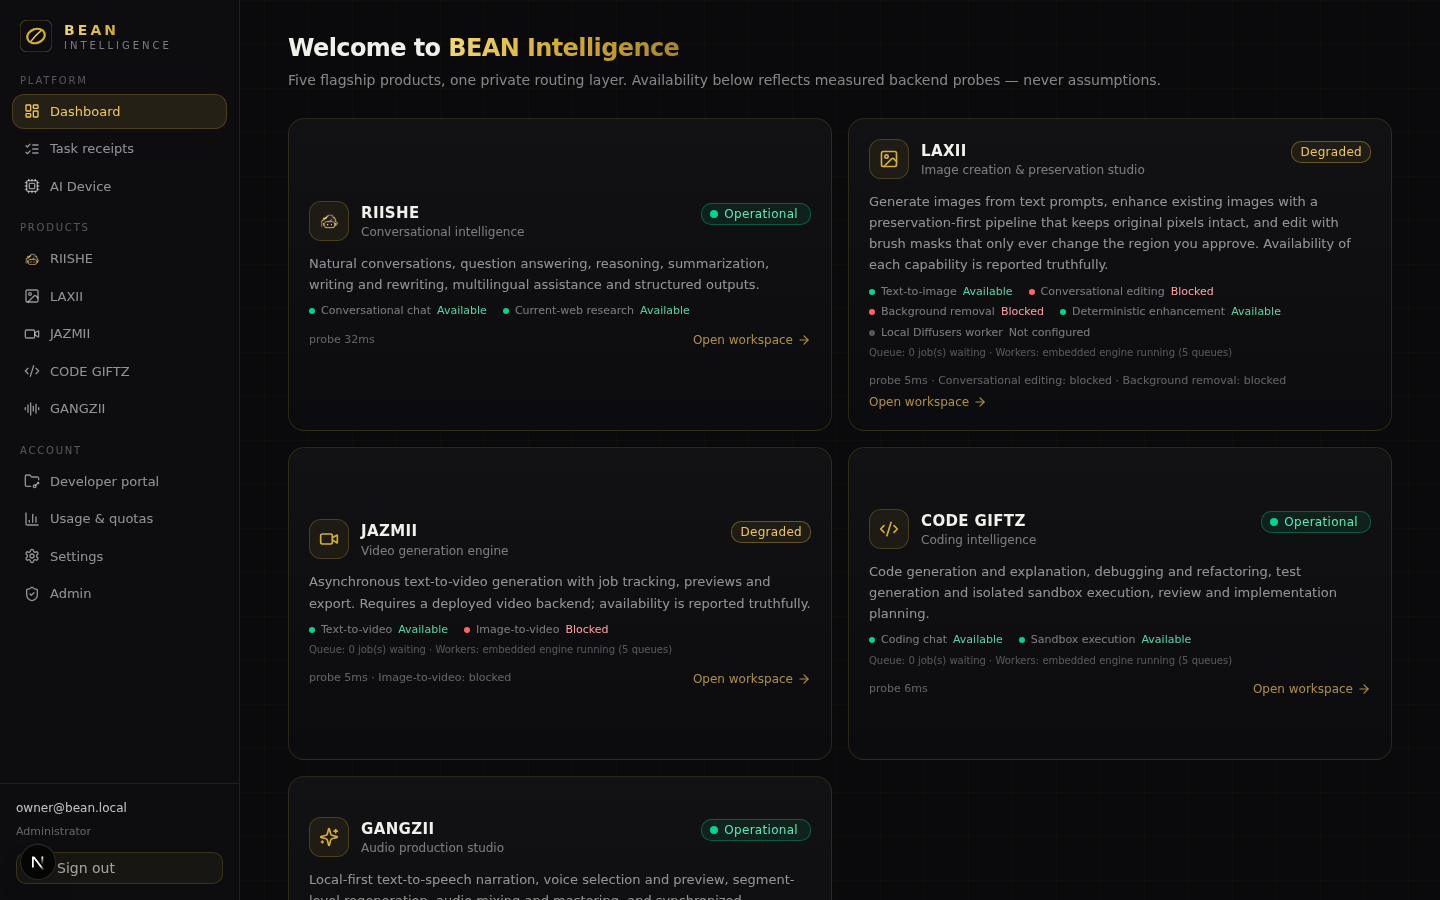 BEAN
INTELLIGENCE
PLATFORM
Dashboard
Task receipts
AI Device
PRODUCTS
RIISHE
LAXII
JAZMII
CODE GIFTZ
GANGZII
ACCOUNT
Developer portal
Usage & quotas
Settings
Admin
owner@bean.local
Administrator
N
Sign out
Welcome to BEAN Intelligence
Five flagship products, one private routing layer. Availability below reflects measured backend probes — never assumptions.
RIISHE
Operational
Conversational intelligence
Natural conversations, question answering, reasoning, summarization,
writing and rewriting, multilingual assistance and structured outputs.
Conversational chat Available Current-web research Available
probe 32ms
Open workspace →
LAXII
Degraded
Image creation & preservation studio
Generate images from text prompts, enhance existing images with a
preservation-first pipeline that keeps original pixels intact, and edit with
brush masks that only ever change the region you approve. Availability of
each capability is reported truthfully.
Text-to-image Available Conversational editing Blocked
Background removal Blocked Deterministic enhancement Available
Local Diffusers worker Not configured
Queue: 0 job(s) waiting · Workers: embedded engine running (5 queues)
probe 5ms · Conversational editing: blocked · Background removal: blocked
Open workspace →
JAZMII
Degraded
Video generation engine
Asynchronous text-to-video generation with job tracking, previews and
export. Requires a deployed video backend; availability is reported truthfully.
Text-to-video Available Image-to-video Blocked
Queue: 0 job(s) waiting · Workers: embedded engine running (5 queues)
probe 5ms · Image-to-video: blocked
Open workspace →
CODE GIFTZ
Operational
Coding intelligence
Code generation and explanation, debugging and refactoring, test
generation and isolated sandbox execution, review and implementation
planning.
Coding chat Available Sandbox execution Available
Queue: 0 job(s) waiting · Workers: embedded engine running (5 queues)
probe 6ms
Open workspace →
GANGZII
Operational
Audio production studio
Local-first text-to-speech narration, voice selection and preview, segment-
level regeneration, audio mixing and mastering, and synchronized